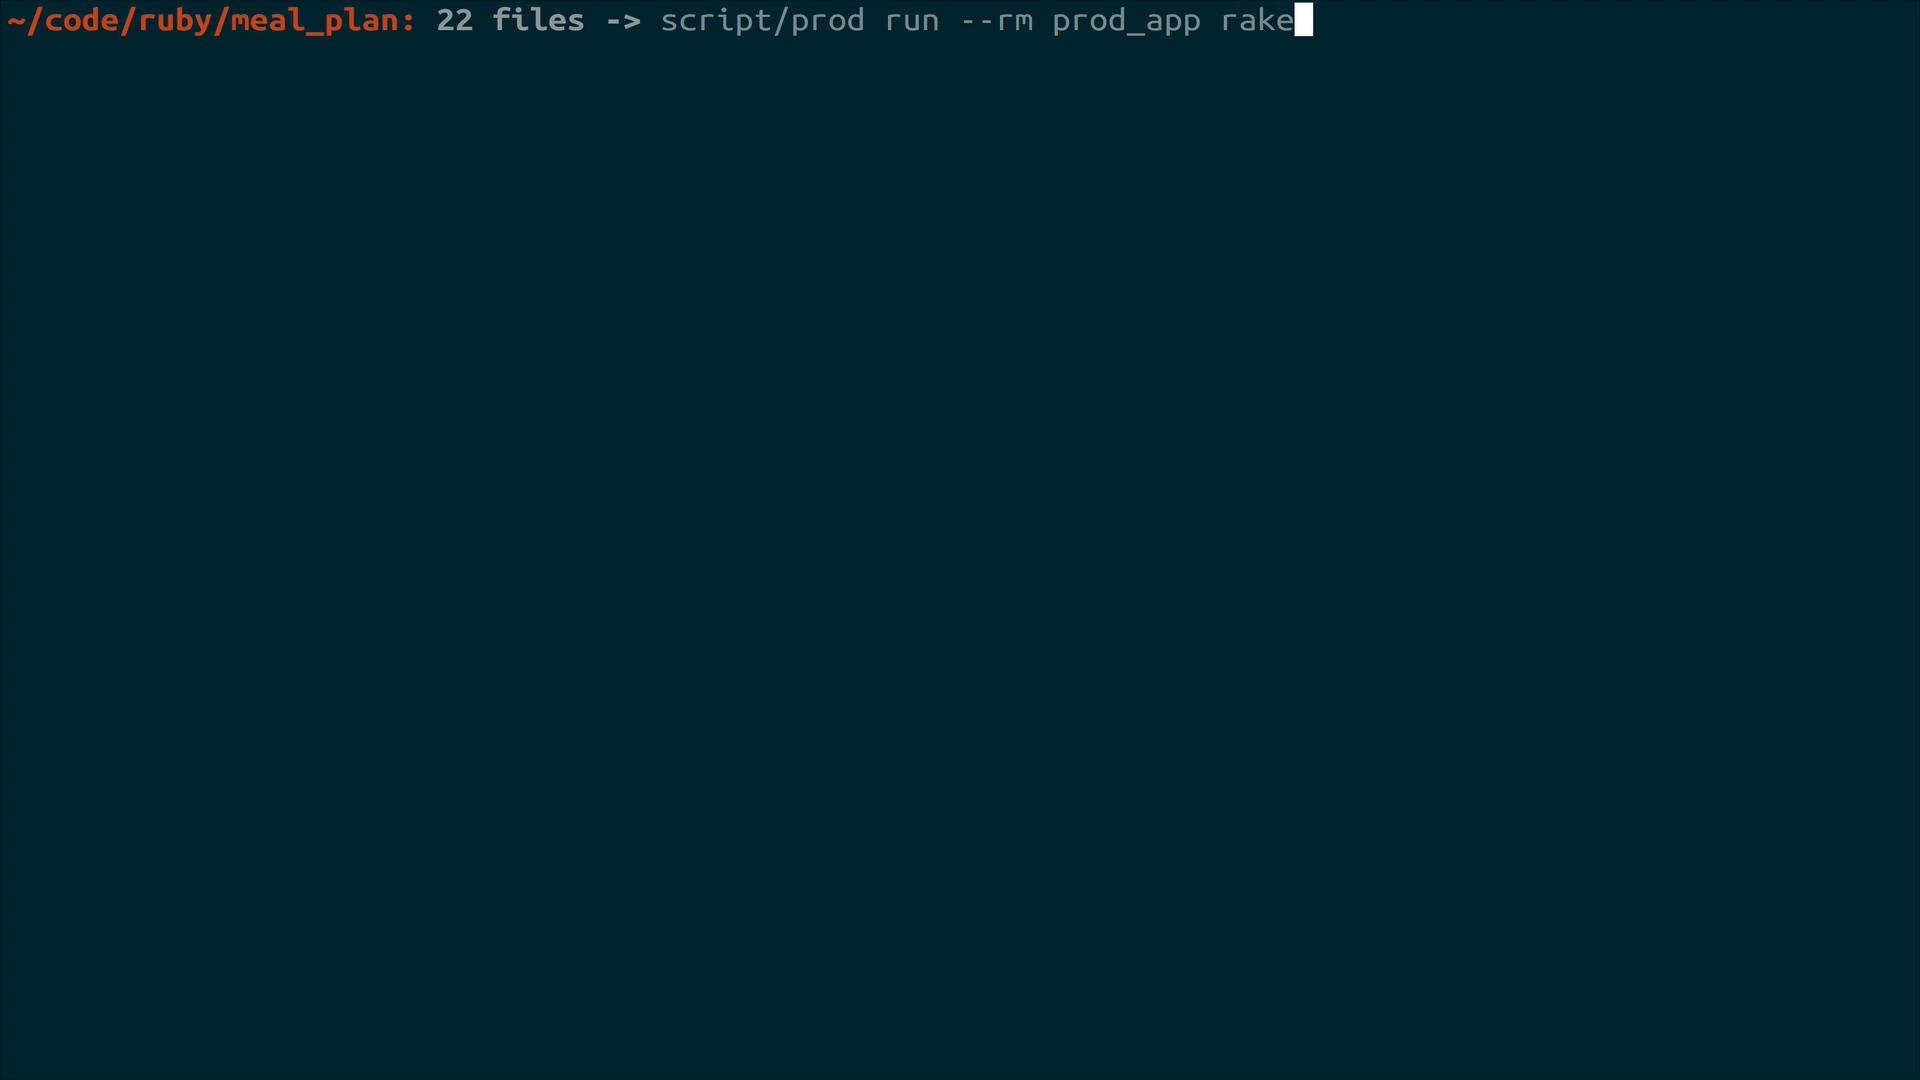 ~/code/ruby/meal_plan: 22 files -> script/prod run --rm prod_app rake